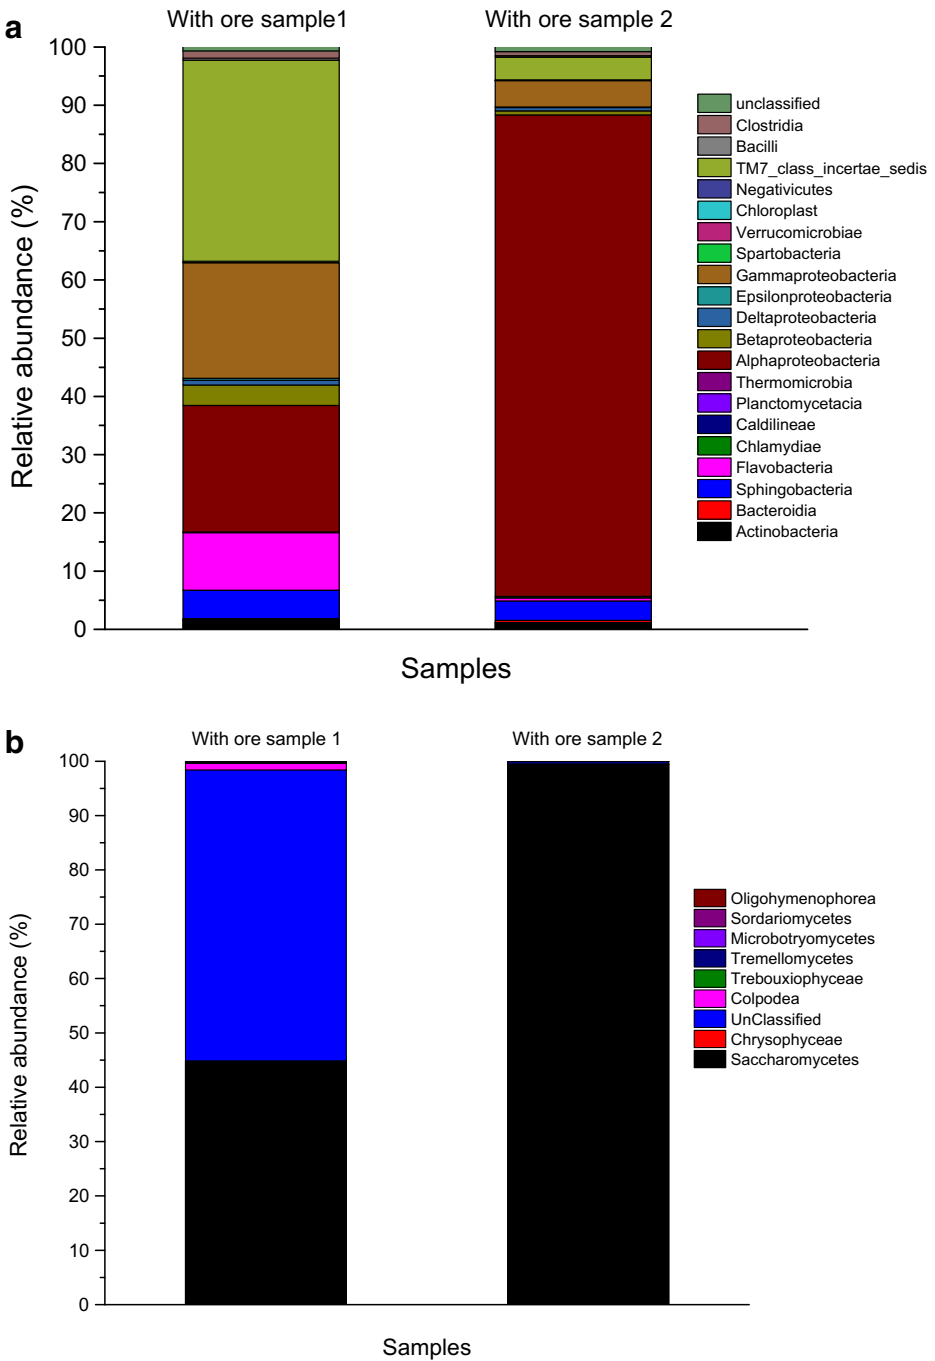 a
With ore sample1
With ore sample 2
100
90
80
70
60
50
40
30
20
10
0
Relative abundance (%)
Samples
unclassified
Clostridia
Bacilli
TM7_class_incertae_sedis
Negativicutes
Chloroplast
Verrucomicrobiae
Spartobacteria
Gammaproteobacteria
Epsilonproteobacteria
Deltaproteobacteria
Betaproteobacteria
Alphaproteobacteria
Thermomicrobia
Planctomycetacia
Caldilineae
Chlamydiae
Flavobacteria
Sphingobacteria
Bacteroidia
Actinobacteria
b
With ore sample 1
With ore sample 2
100
90
80
70
60
50
40
30
20
10
0
Relative abundance (%)
Samples
Oligohymenophorea
Sordariomycetes
Microbotryomycetes
Tremellomycetes
Trebouxiophyceae
Colpodea
UnClassified
Chrysophyceae
Saccharomycetes